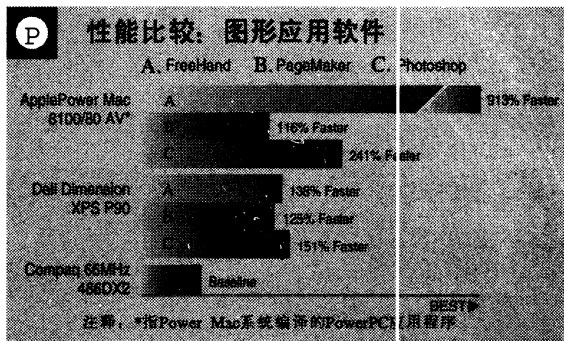 P
性能比较：图形应用软件
A. FreeHand B. PageMaker C. Photoshop
ApplePower Mac
8100/80 AV*
A
913% Faster
B
116% Faster
C
241% Faster
Dell Dimension
XPS P90
A
136% Faster
B
125% Faster
C
151% Faster
Compaq 66MHz
486DX2
Baseline
BEST
注释：*指Power Mac系统编译的PowerPC应用程序